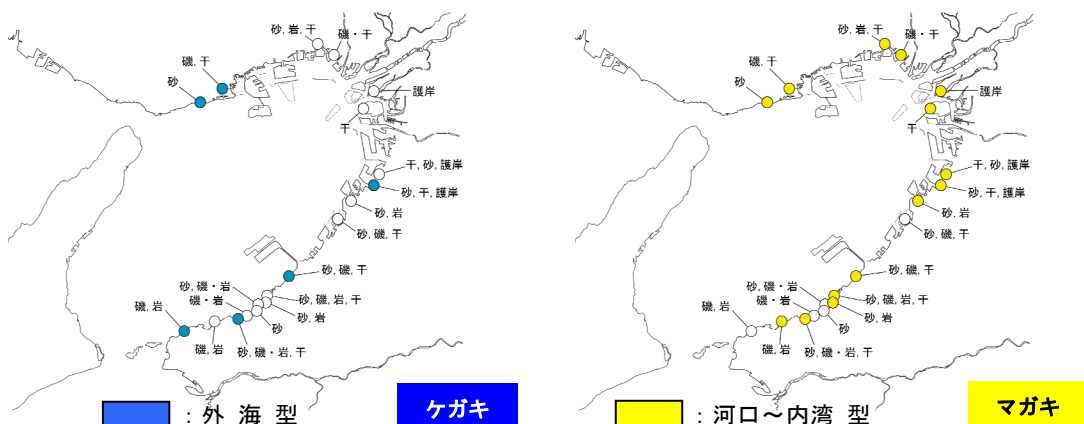 砂, 岩, 干
磯・干
磯, 干
砂
護岸
干
干, 砂, 護岸
砂, 干, 護岸
砂, 岩
砂, 磯, 干
砂, 磯, 干
砂, 磯・岩
磯・岩
砂, 磯, 岩, 干
砂, 岩
砂
磯, 岩
磯, 岩
砂, 磯・岩, 干
：外 海 型
ケガキ
砂, 岩, 干
磯・干
磯, 干
砂
護岸
干
干, 砂, 護岸
砂, 干, 護岸
砂, 岩
砂, 磯, 干
砂, 磯, 干
砂, 磯・岩
磯・岩
砂, 磯, 岩, 干
砂, 岩
砂
磯, 岩
磯, 岩
砂, 磯・岩, 干
：河口～内湾 型
マガキ